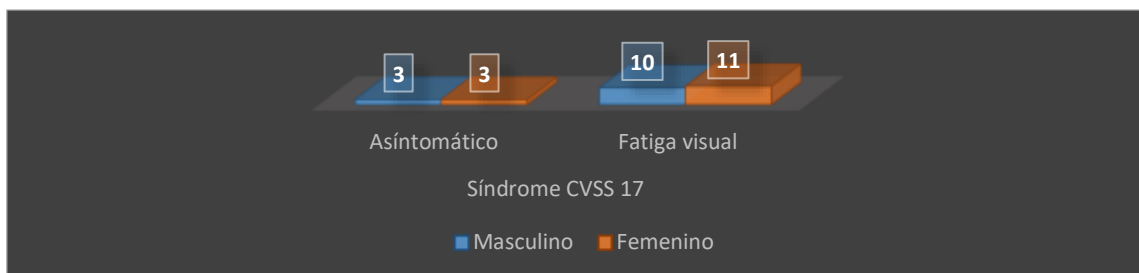 3 3 10 11
Asíntomático Fatiga visual
Síndrome CVSS 17
Masculino Femenino